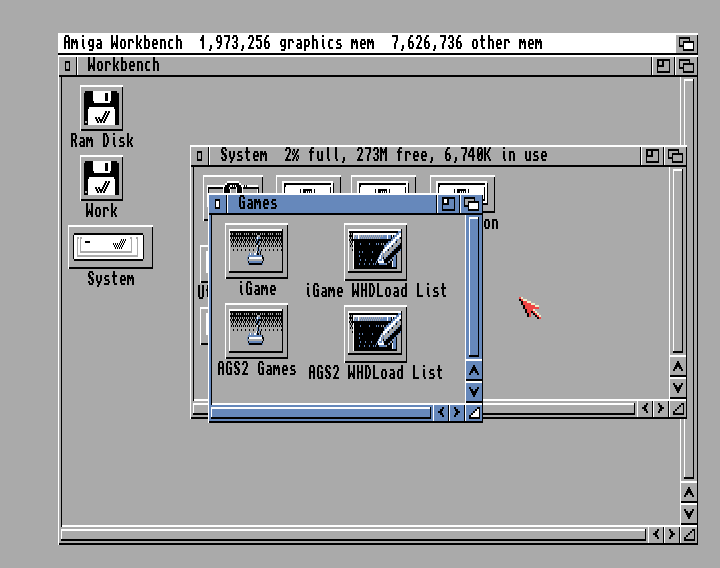 Amiga Workbench 1,973,256 graphics mem 7,626,736 other mem
Workbench
Ram Disk
Work
System
System 2% full, 273M free, 6,740K in use
on
Games
iGame
iGame WHDLoad List
AGS2 Games
AGS2 WHDLoad List